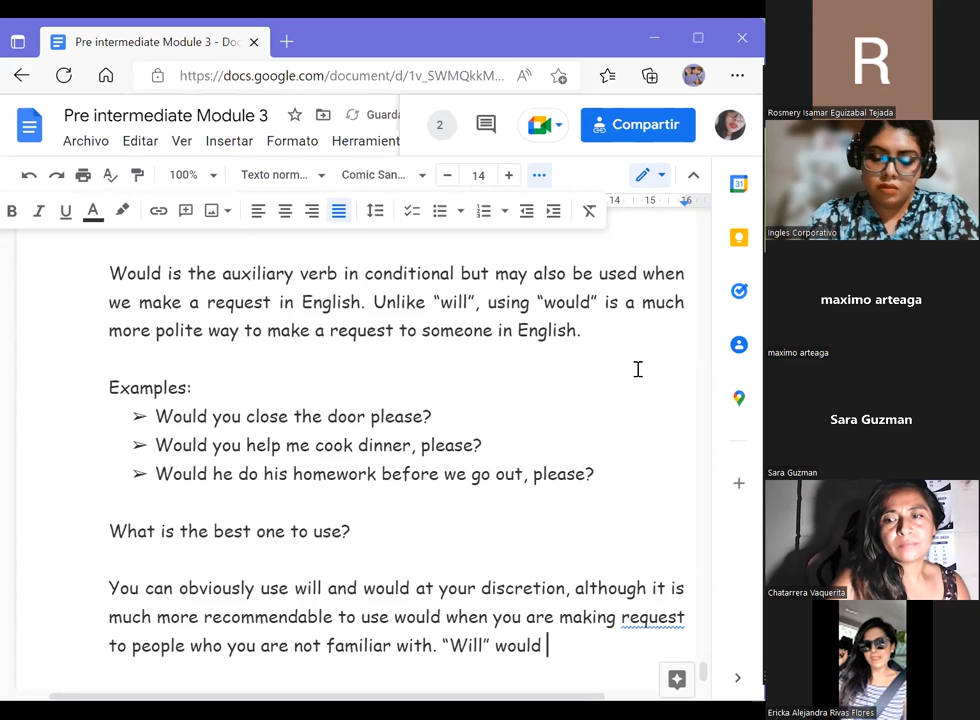 Pre intermediate Module 3 - Doc
https://docs.google.com/document/d/1v_SWMQkkM...
Pre intermediate Module 3
Guarda
2
Compartir
Archivo Editar Ver Insertar Formato Herramient
100% Texto norm... Comic San... 14
14 15 16
31
Would is the auxiliary verb in conditional but may also be used when
we make a request in English. Unlike “will”, using “would” is a much
more polite way to make a request to someone in English.
Examples:
➢ Would you close the door please?
➢ Would you help me cook dinner, please?
➢ Would he do his homework before we go out, please?
What is the best one to use?
You can obviously use will and would at your discretion, although it is
much more recommendable to use would when you are making request
to people who you are not familiar with. “Will” would
R
Rosmery Isamar Eguizabal Tejada
Ingles Corporativo
maximo arteaga
maximo arteaga
Sara Guzman
Sara Guzman
Chatarrera Vaquerita
Ericka Alejandra Rivas Flores